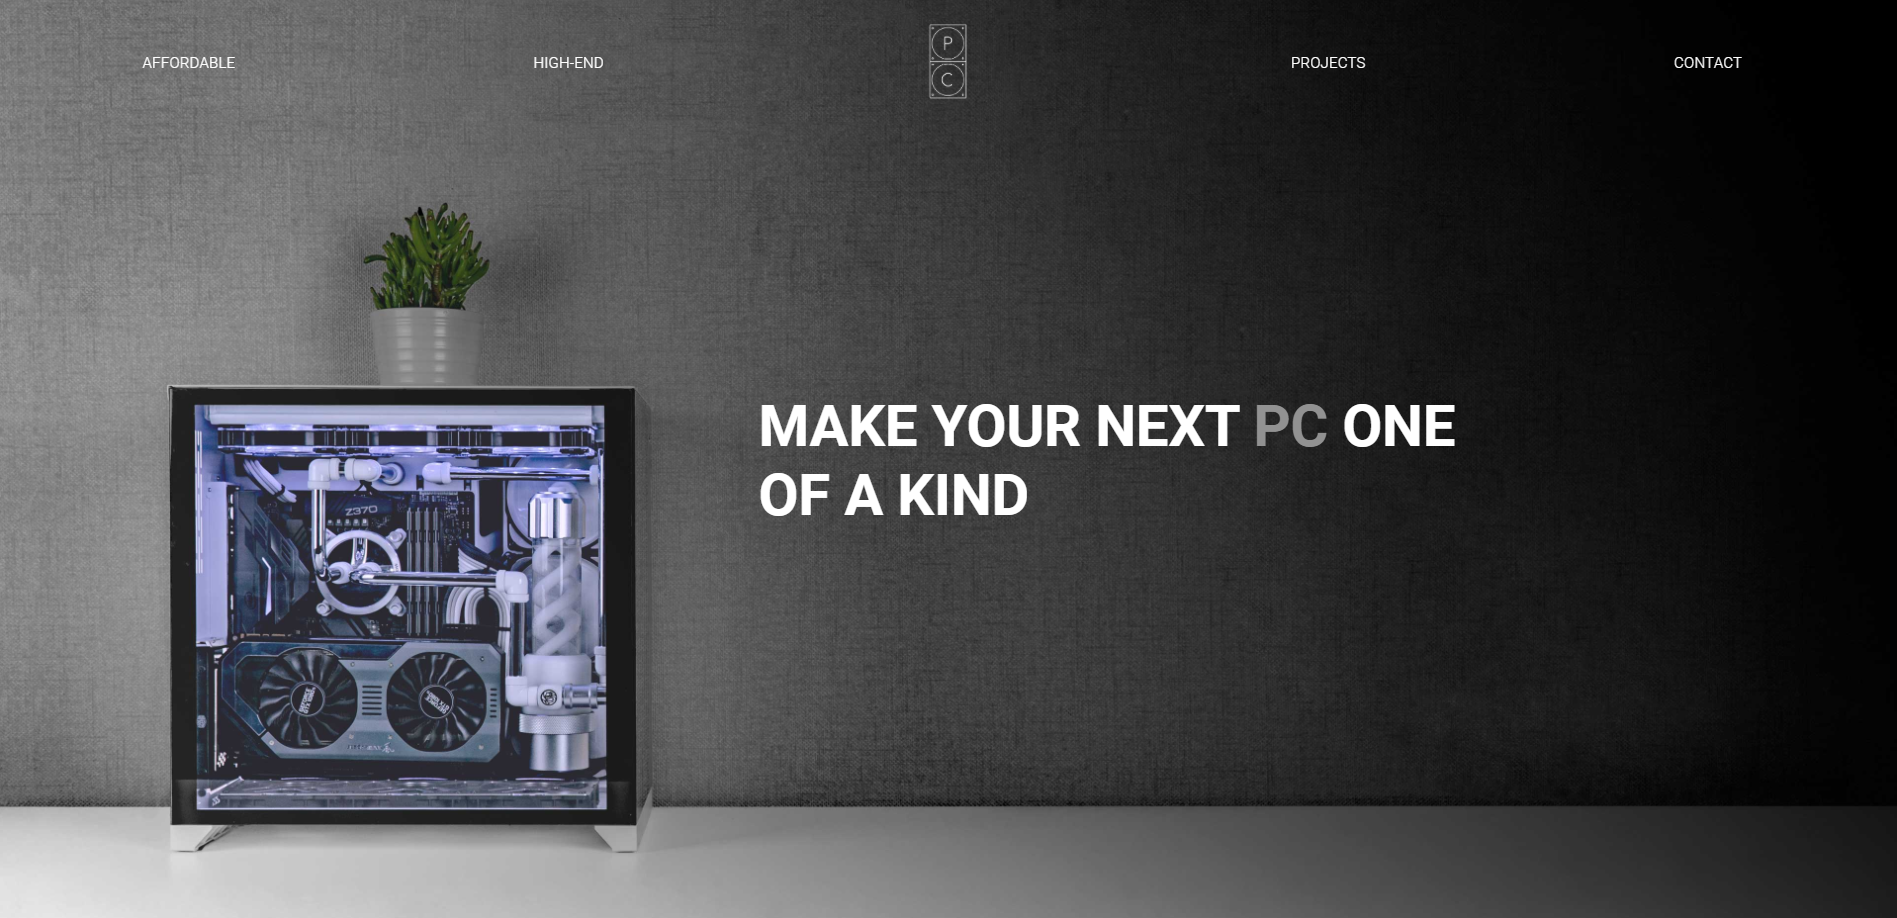 AFFORDABLE
HIGH-END
P
C
PROJECTS
CONTACT
MAKE YOUR NEXT PC ONE
OF A KIND
Z370